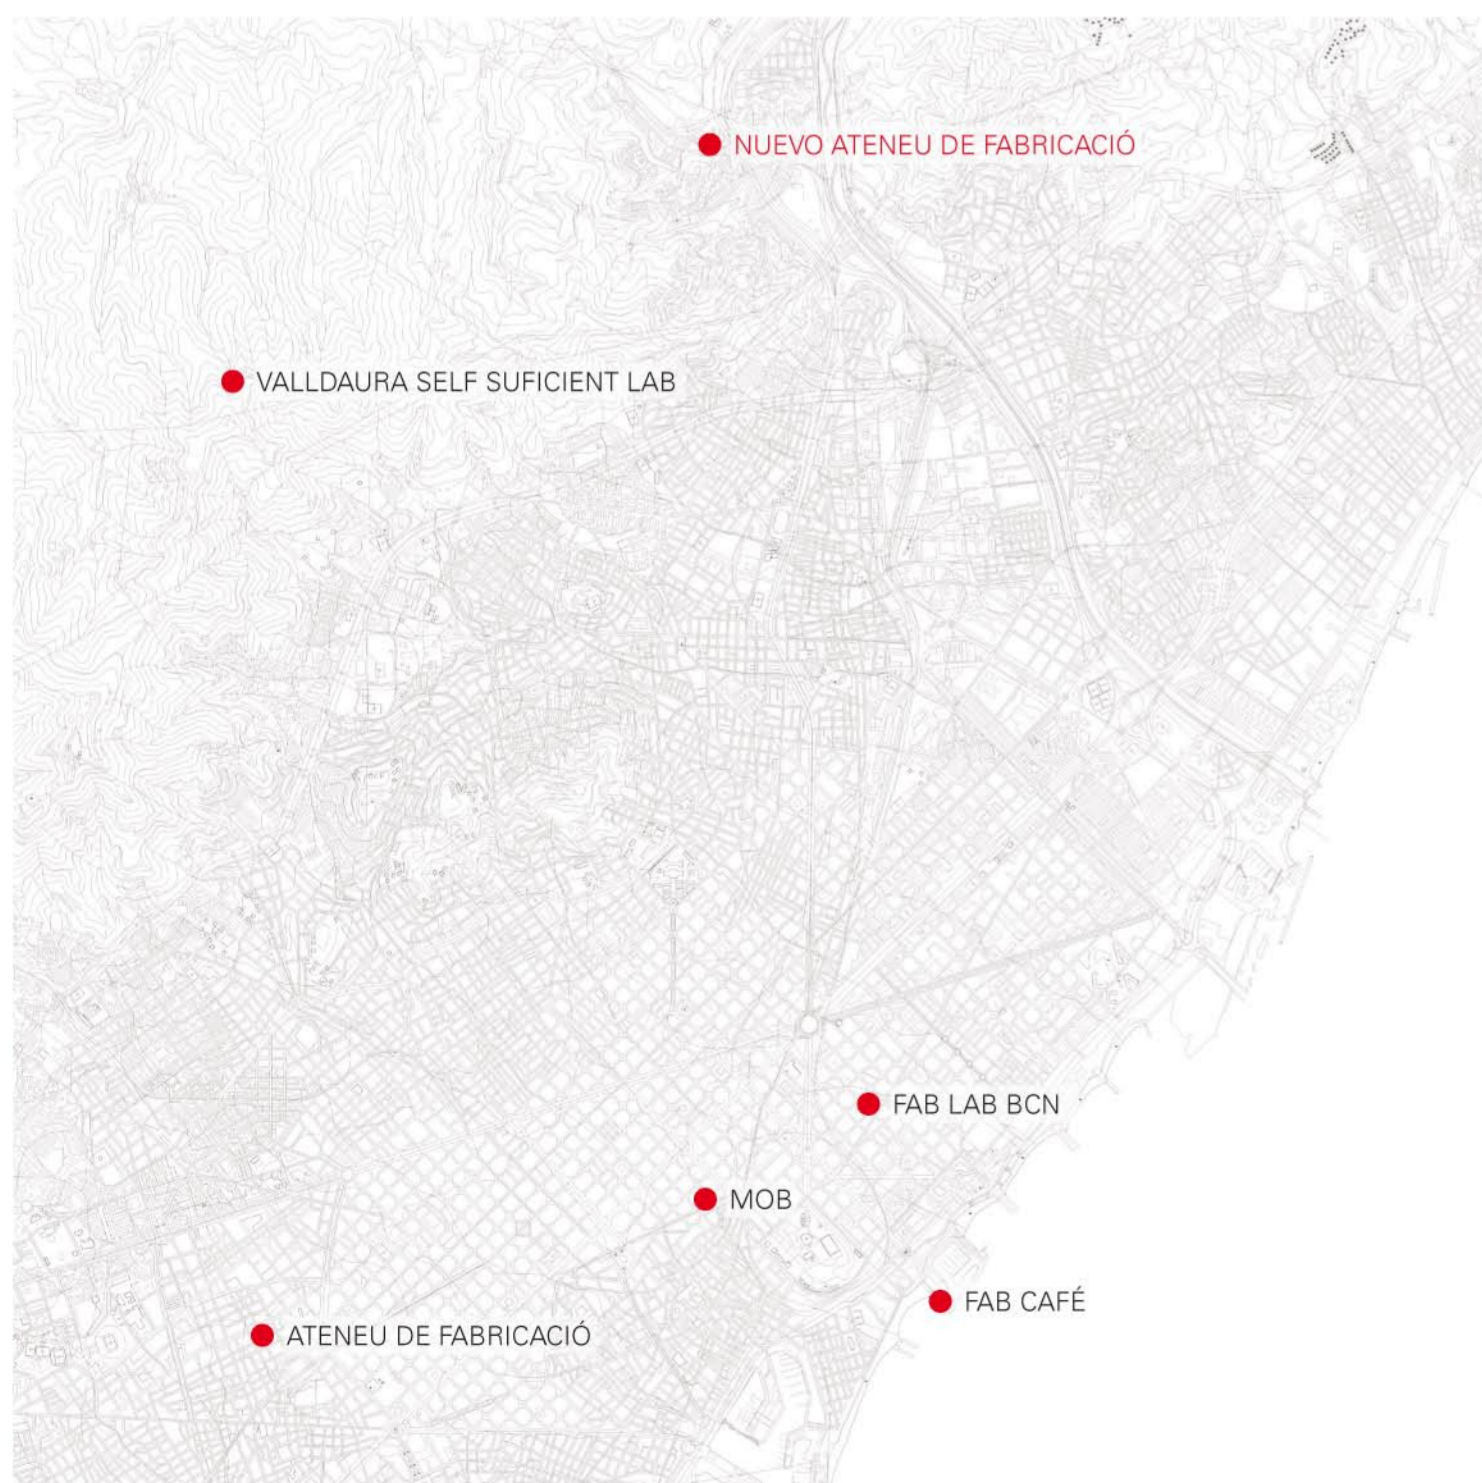 NUEVO ATENEU DE FABRICACIÓ
VALLDAURA SELF SUFICIENT LAB
FAB LAB BCN
MOB
FAB CAFÉ
ATENEU DE FABRICACIÓ